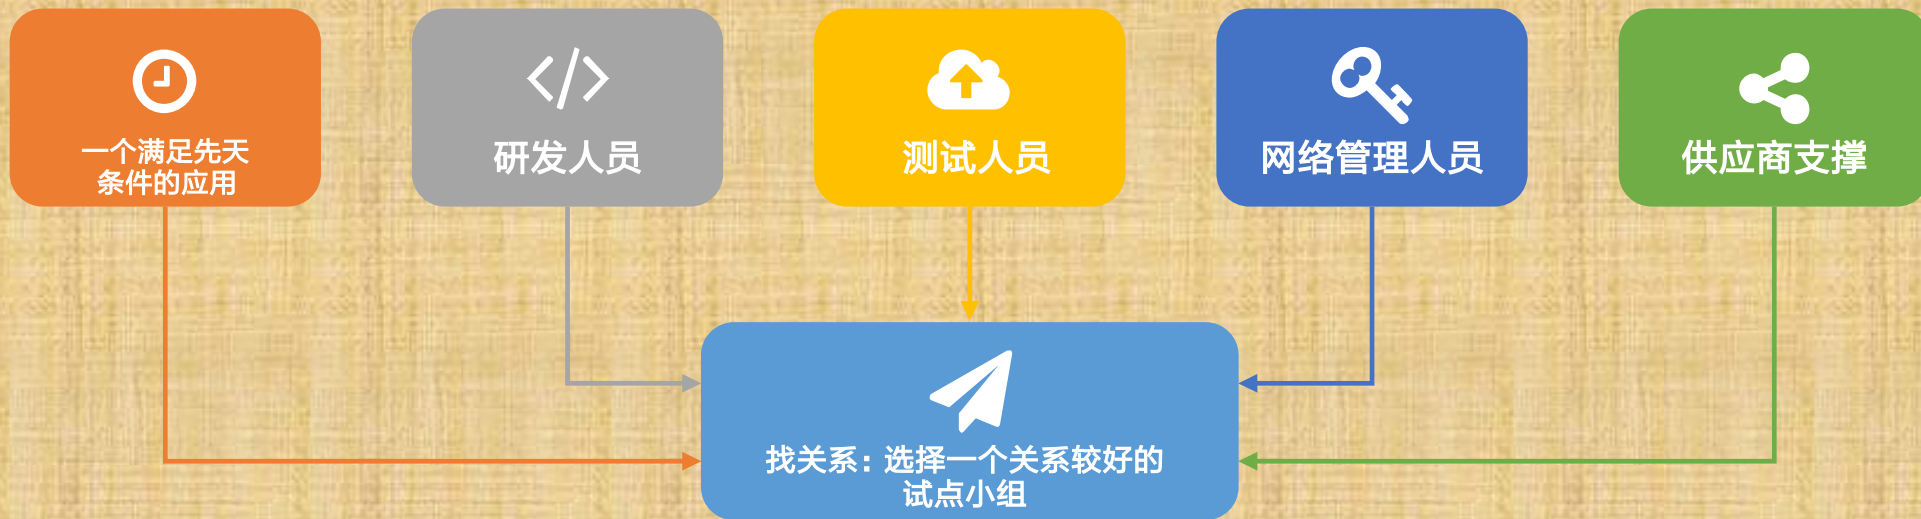 一个满足先天
条件的应用
研发人员
测试人员
网络管理人员
供应商支撑
找关系：选择一个关系较好的
试点小组